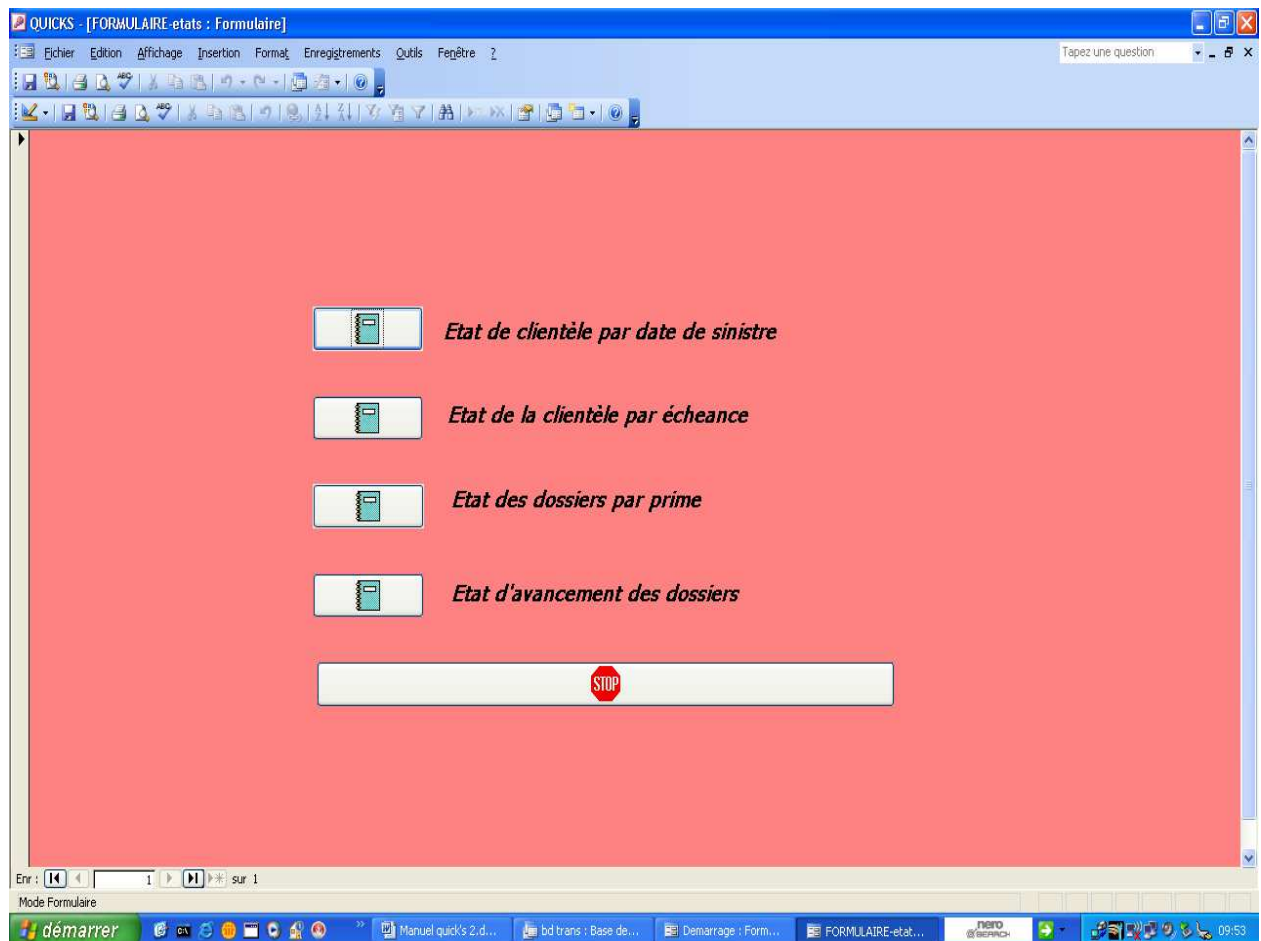 QUICKS - [FORMULAIRE-etats : Formulaire]
Fichier Edition Affichage Insertion Format Enregistrements Outils Fenêtre ?
Tapez une question
Etat de clientèle par date de sinistre
Etat de la clientèle par écheance
Etat des dossiers par prime
Etat d'avancement des dossiers
STOP
Enr : 1 sur 1
Mode Formulaire
démarrer Manuel quick's 2.d... bd trans : Base de... Demarrage : Form... FORMULAIRE-etat... nero SEARCH 09:53